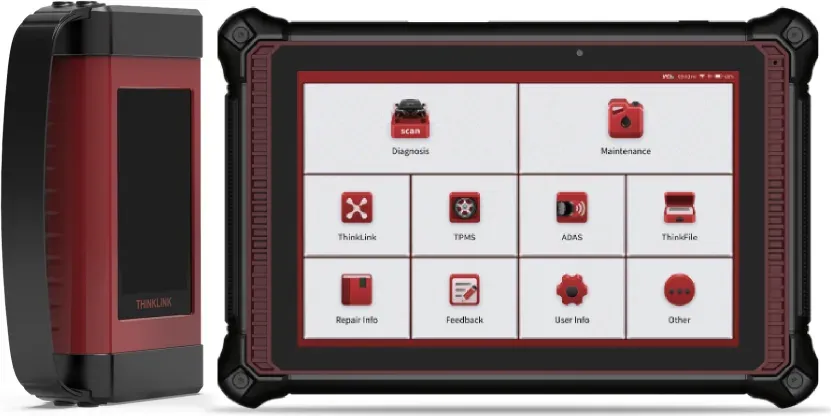 THINKLINK
scan
Diagnosis
Maintenance
ThinkLink
TPMS
ADAS
ThinkFile
Repair Info
Feedback
User Info
Other